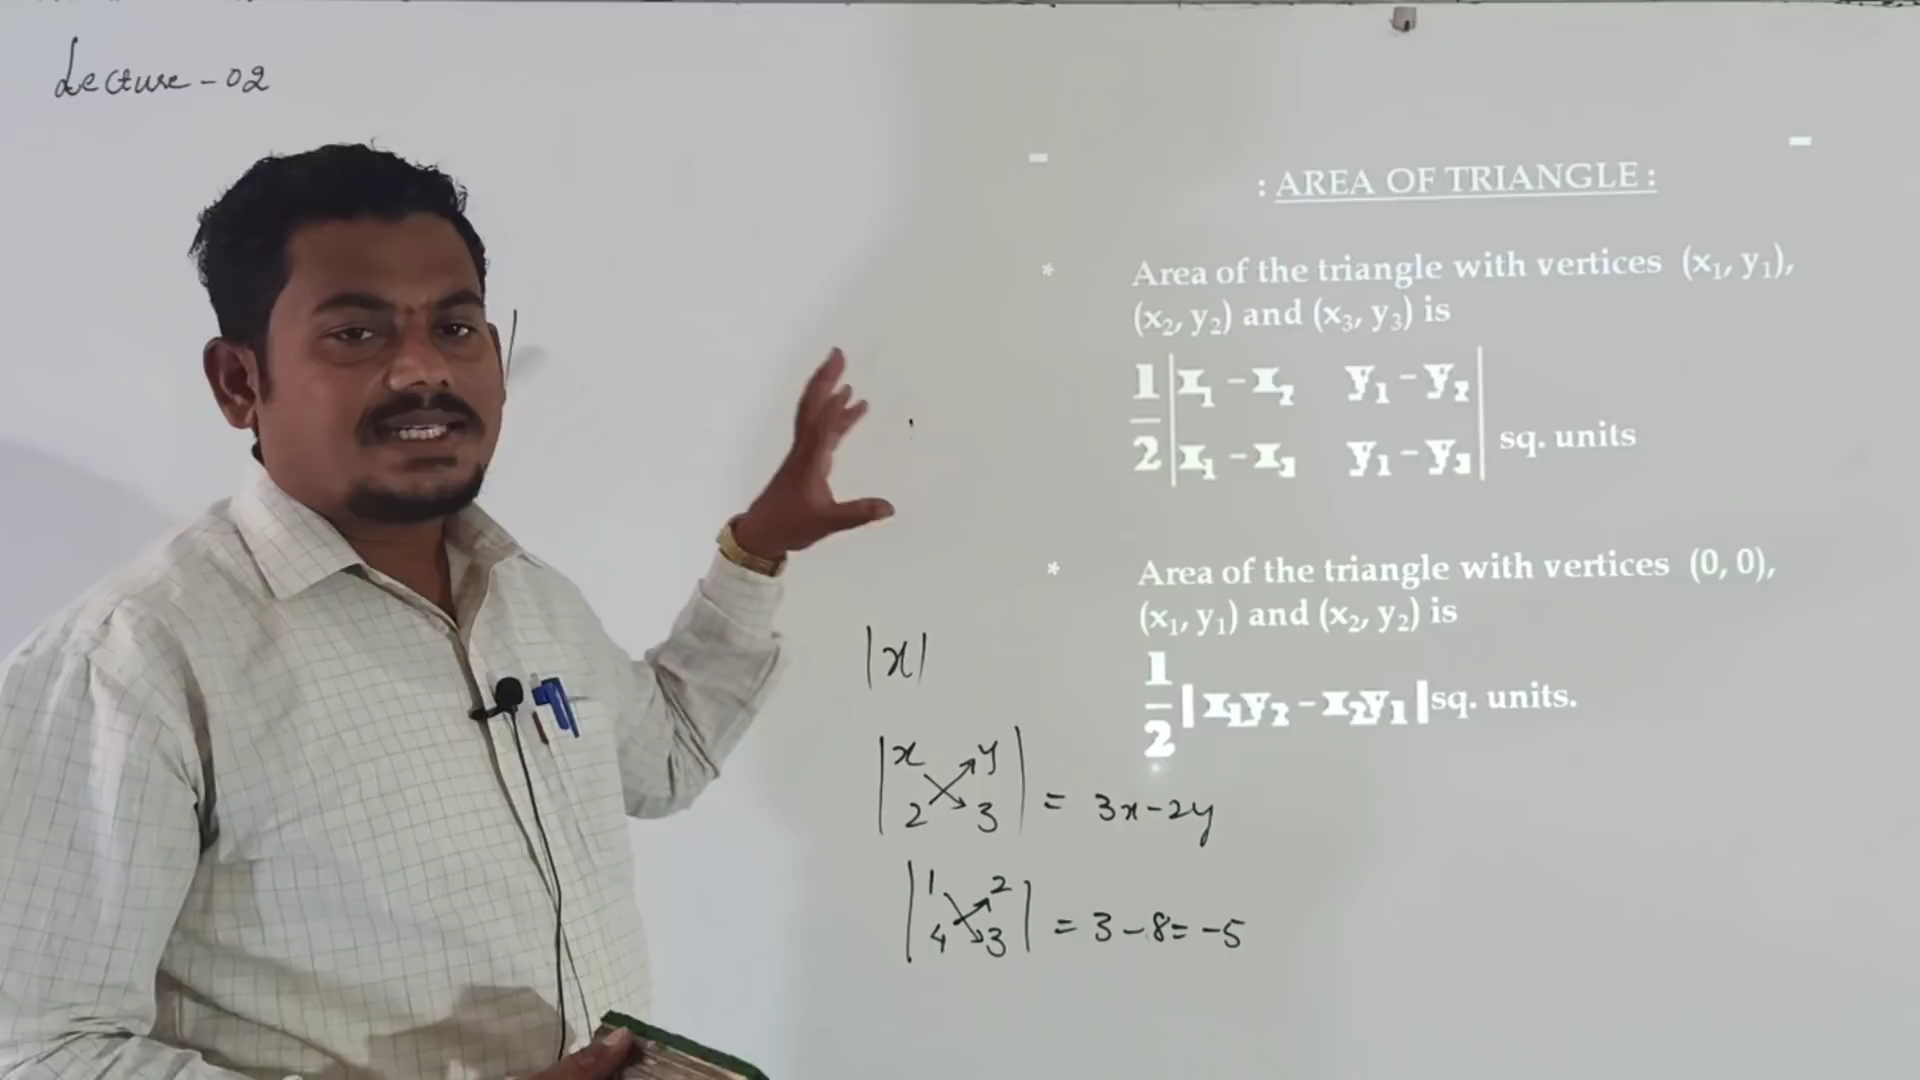 Lecture-02
: AREA OF TRIANGLE :
* Area of the triangle with vertices (x₁, y₁),
(x₂, y₂) and (x₃, y₃) is
1/2 |x₁ - x₂ y₁ - y₂|
|x₁ - x₃ y₁ - y₃| sq. units
* Area of the triangle with vertices (0, 0),
(x₁, y₁) and (x₂, y₂) is
1/2 | x₁y₂ - x₂y₁ | sq. units.
|x|
|x y|
|2 3| = 3x-2y
|1 2|
|4 3| = 3-8= -5